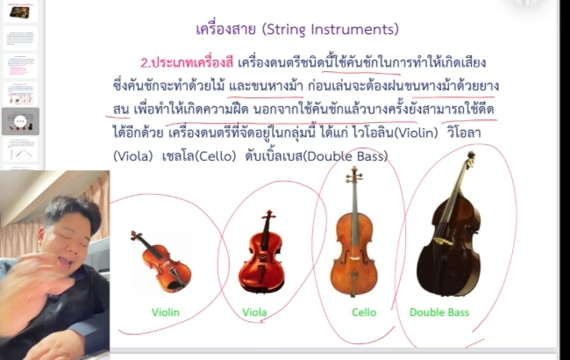 เครื่องสาย (String Instruments)
2.ประเภทเครื่องสี เครื่องดนตรีชนิดนี้ใช้คันชักในการทำให้เกิดเสียง
ซึ่งคันชักจะทำด้วยไม้ และขนหางม้า ก่อนเล่นจะต้องฝนขนหางม้าด้วยยาง
สน เพื่อทำให้เกิดความฝืด นอกจากใช้คันชักแล้วบางครั้งยังสามารถใช้ดีด
ได้อีกด้วย เครื่องดนตรีที่จัดอยู่ในกลุ่มนี้ ได้แก่ ไวโอลิน(Violin) วิโอลา
(Viola) เชลโล(Cello) ดับเบิ้ลเบส(Double Bass)
Violin Viola Cello Double Bass